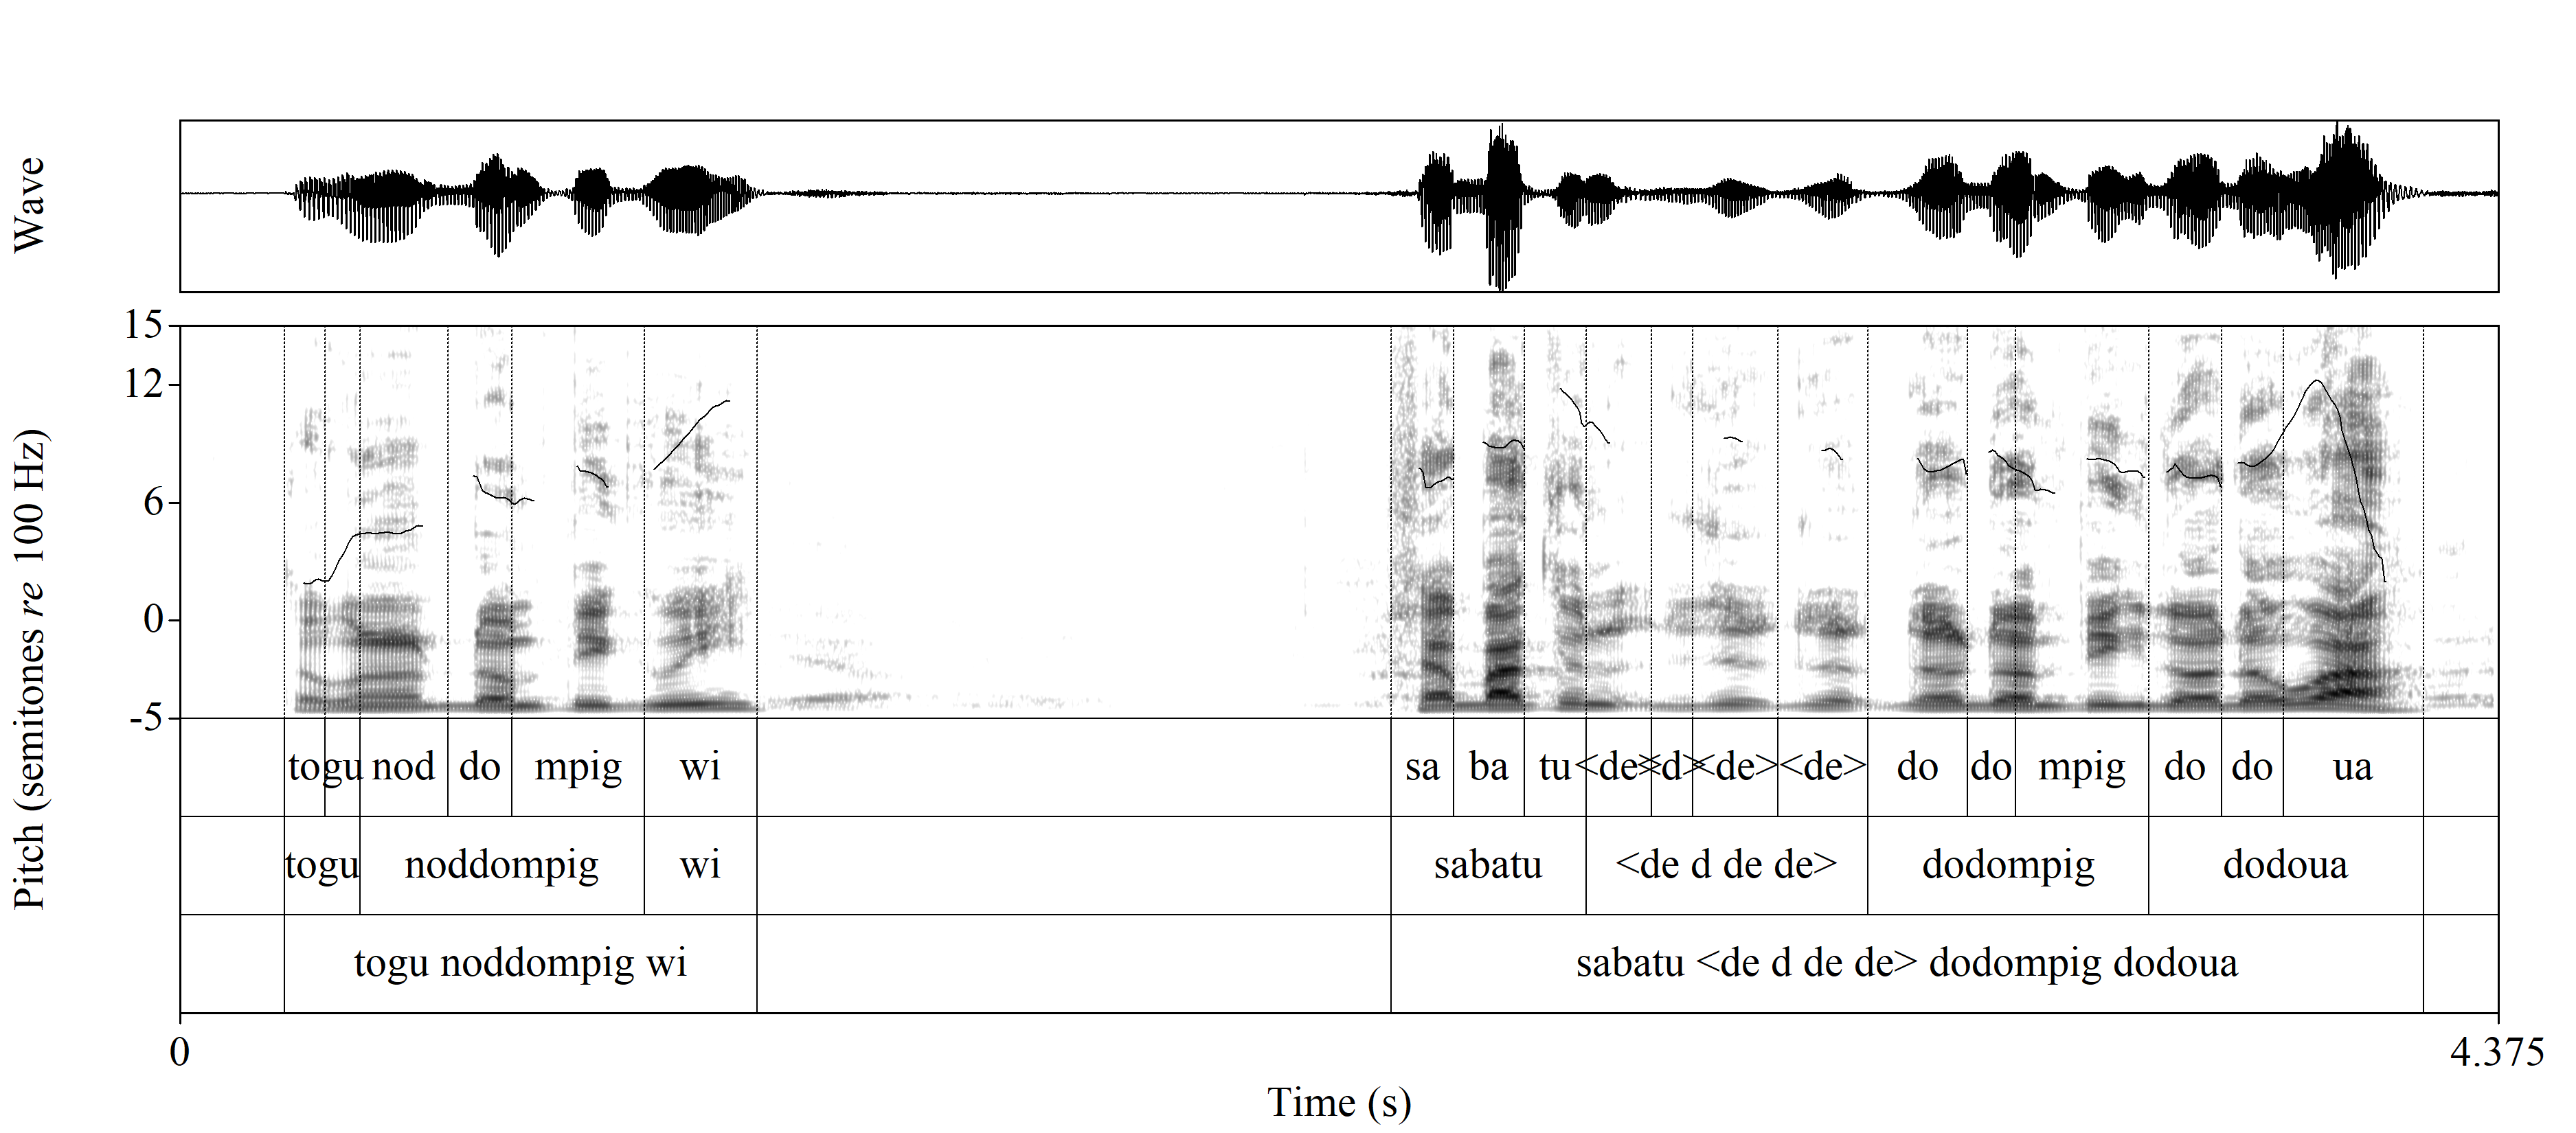 Wave
Pitch (semitones re 100 Hz)
15
12
6
0
-5
to gu nod do mpig wi sa ba tu <de> <d> <de> <de> do do mpig do do ua
togu noddompig wi sabatu <de d de de> dodompig dodoua
togu noddompig wi sabatu <de d de de> dodompig dodoua
0 4.375
Time (s)